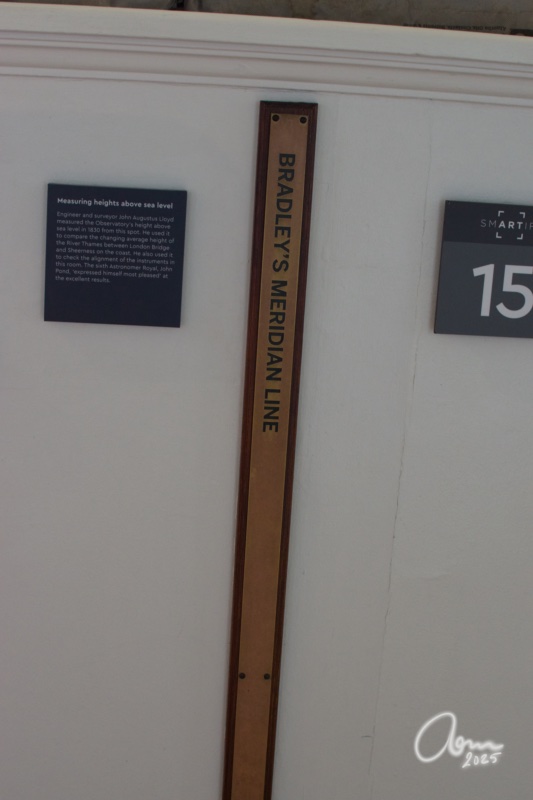 Measuring heights above sea level
Engineer and surveyor John Augustus Lloyd
measured the Observatory's height above
sea level in 1830 from this spot. He used it
to compare the changing average height of
the River Thames between London Bridge
and Sheerness on the coast. He also used it
to check the alignment of the instruments in
this room. The sixth Astronomer Royal, John
Pond, 'expressed himself most pleased' at
the excellent results.
BRADLEY'S MERIDIAN LINE
SMARTI
15
2025